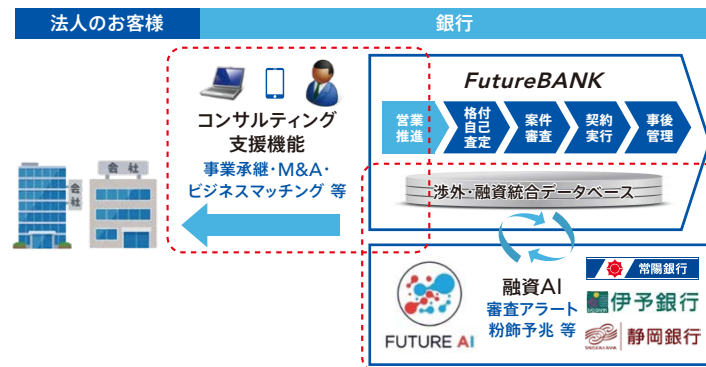 法人のお客様
銀行
コンサルティング
支援機能
事業承継・M&A・
ビジネスマッチング 等
会社
会社
FutureBANK
営業
推進
格付
自己
査定
案件
審査
契約
実行
事後
管理
渉外・融資統合データベース
FUTURE AI
融資AI
審査アラート
粉飾予兆 等
常陽銀行
伊予銀行
静岡銀行